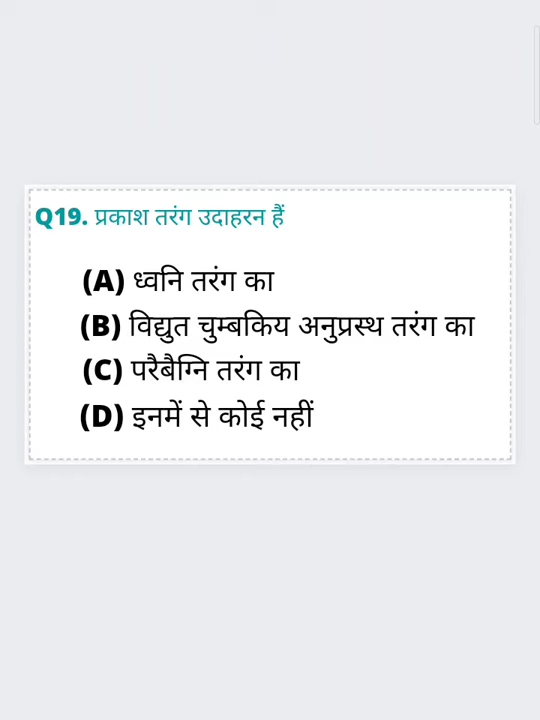 Q19. प्रकाश तरंग उदाहरन हैं
(A) ध्वनि तरंग का
(B) विद्युत चुम्बकिय अनुप्रस्थ तरंग का
(C) परैबैग्नि तरंग का
(D) इनमें से कोई नहीं